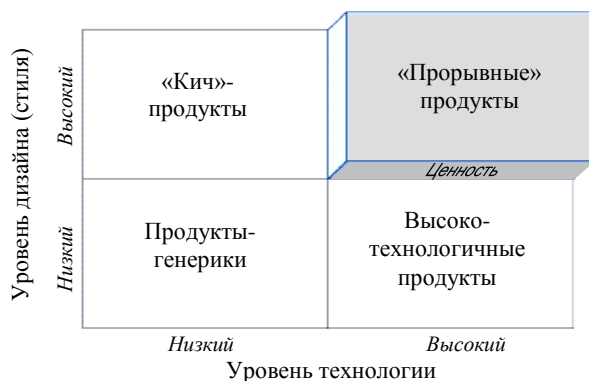 Уровень дизайна (стиля)
Высокий
Низкий
«Кич»-
продукты
«Прорывные»
продукты
Ценность
Продукты-
генерики
Высоко-
технологичные
продукты
Низкий
Высокий
Уровень технологии